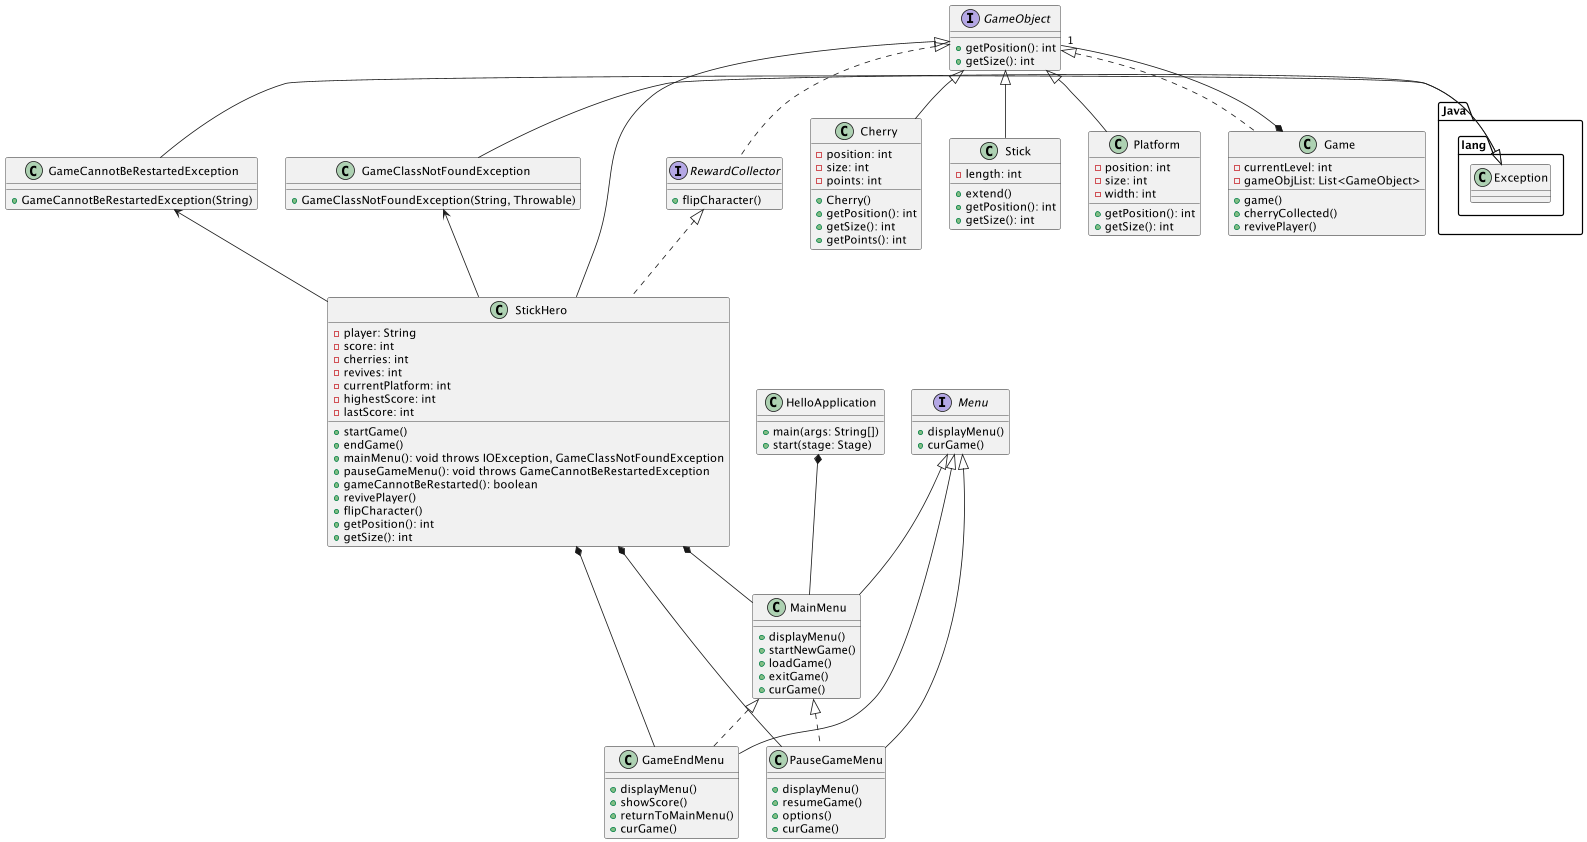 I GameObject
getPosition(): int
getSize(): int
1
C GameCannotBeRestartedException
GameCannotBeRestartedException(String)
C GameClassNotFoundException
GameClassNotFoundException(String, Throwable)
I RewardCollector
flipCharacter()
C Cherry
position: int
size: int
points: int
Cherry()
getPosition(): int
getSize(): int
getPoints(): int
C Stick
length: int
extend()
getPosition(): int
getSize(): int
C Platform
position: int
size: int
width: int
getPosition(): int
getSize(): int
C Game
currentLevel: int
gameObjList: List<GameObject>
game()
cherryCollected()
revivePlayer()
Java
lang
C Exception
C StickHero
player: String
score: int
cherries: int
revives: int
currentPlatform: int
highestScore: int
lastScore: int
startGame()
endGame()
mainMenu(): void throws IOException, GameClassNotFoundException
pauseGameMenu(): void throws GameCannotBeRestartedException
gameCannotBeRestarted(): boolean
revivePlayer()
flipCharacter()
getPosition(): int
getSize(): int
C HelloApplication
main(args: String[])
start(stage: Stage)
I Menu
displayMenu()
curGame()
C MainMenu
displayMenu()
startNewGame()
loadGame()
exitGame()
curGame()
C GameEndMenu
displayMenu()
showScore()
returnToMainMenu()
curGame()
C PauseGameMenu
displayMenu()
resumeGame()
options()
curGame()